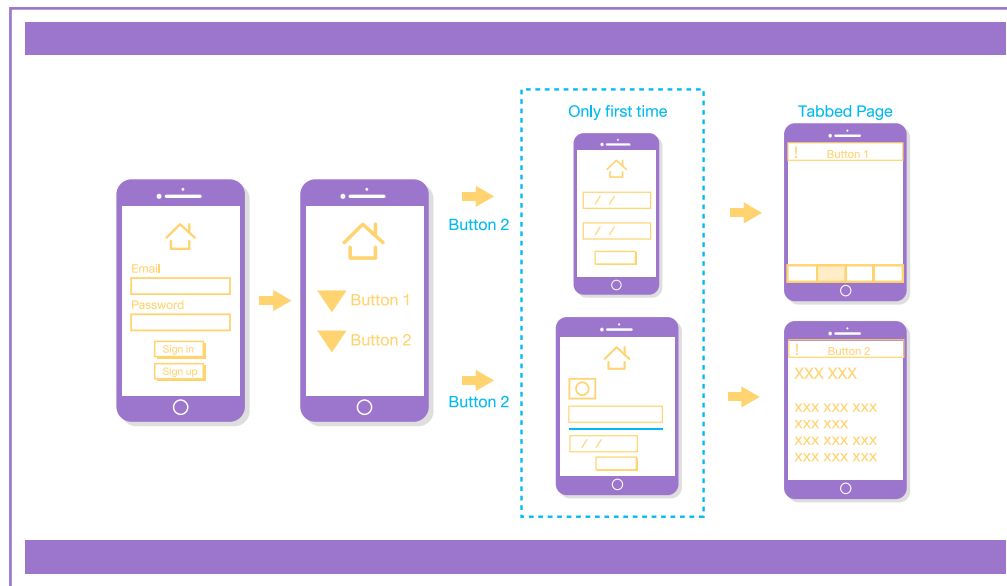 Only first time
Tabbed Page
! Button 1
Button 2
Email
Password
Sign in
Sign up
Button 1
Button 2
/ /
/ /
Button 2
/ /
! Button 2
XXX XXX
XXX XXX XXX
XXX XXX
XXX XXX XXX
XXX XXX XXX